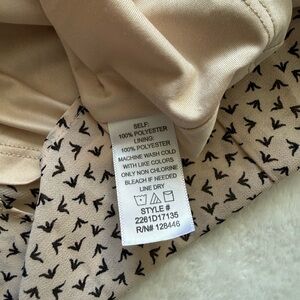 SELF:
100% POLYESTER
LINING:
100% POLYESTER
MACHINE WASH COLD
WITH LIKE COLORS
ONLY NON CHLORINE
BLEACH IF NEEDED
LINE DRY
STYLE #
2261D17135
R/N# 128446